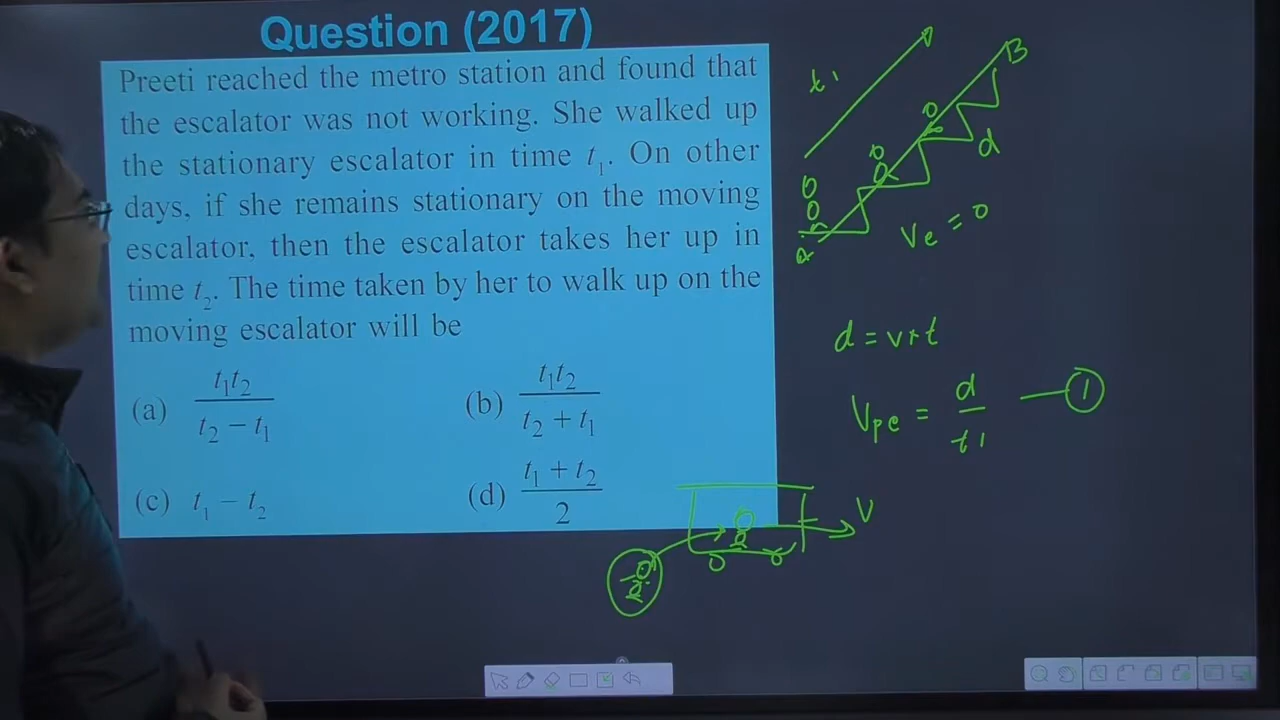 Question (2017)
Preeti reached the metro station and found that
the escalator was not working. She walked up
the stationary escalator in time t₁. On other
days, if she remains stationary on the moving
escalator, then the escalator takes her up in
time t₂. The time taken by her to walk up on the
moving escalator will be
(a) t₁t₂ / t₂ − t₁
(b) t₁t₂ / t₂ + t₁
(c) t₁ − t₂
(d) t₁ + t₂ / 2
t₁
B
d
A
Ve = 0
d = v × t
Vpe = d / t₁ — ①
V